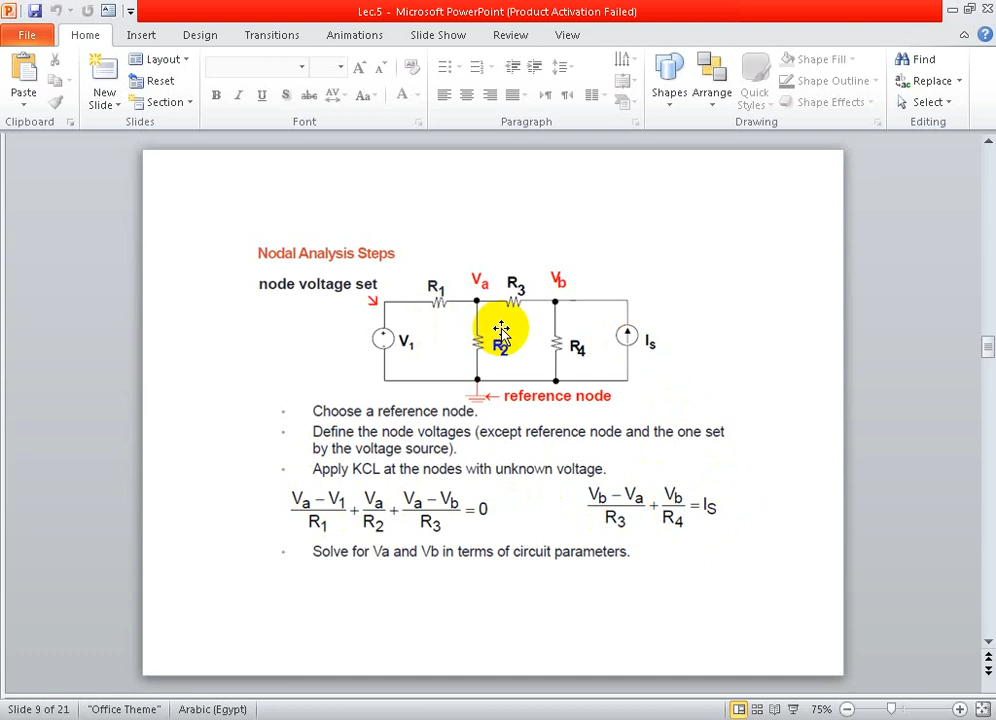 Lec.5 - Microsoft PowerPoint (Product Activation Failed)
File Home Insert Design Transitions Animations Slide Show Review View
Paste
New Slide
Layout
Reset
Section
B I U S abc AV Aa A
Shapes
Arrange
Quick Styles
Shape Fill
Shape Outline
Shape Effects
Find
Replace
Select
Clipboard Slides Font Paragraph Drawing Editing
Nodal Analysis Steps
node voltage set
R1 Va R3 Vb
V1 R2 R4 Is
reference node
Choose a reference node.
Define the node voltages (except reference node and the one set
by the voltage source).
Apply KCL at the nodes with unknown voltage.
(Va − V1)/R1 + Va/R2 + (Va − Vb)/R3 = 0
(Vb − Va)/R3 + Vb/R4 = IS
Solve for Va and Vb in terms of circuit parameters.
Slide 9 of 21 "Office Theme" Arabic (Egypt) 75%